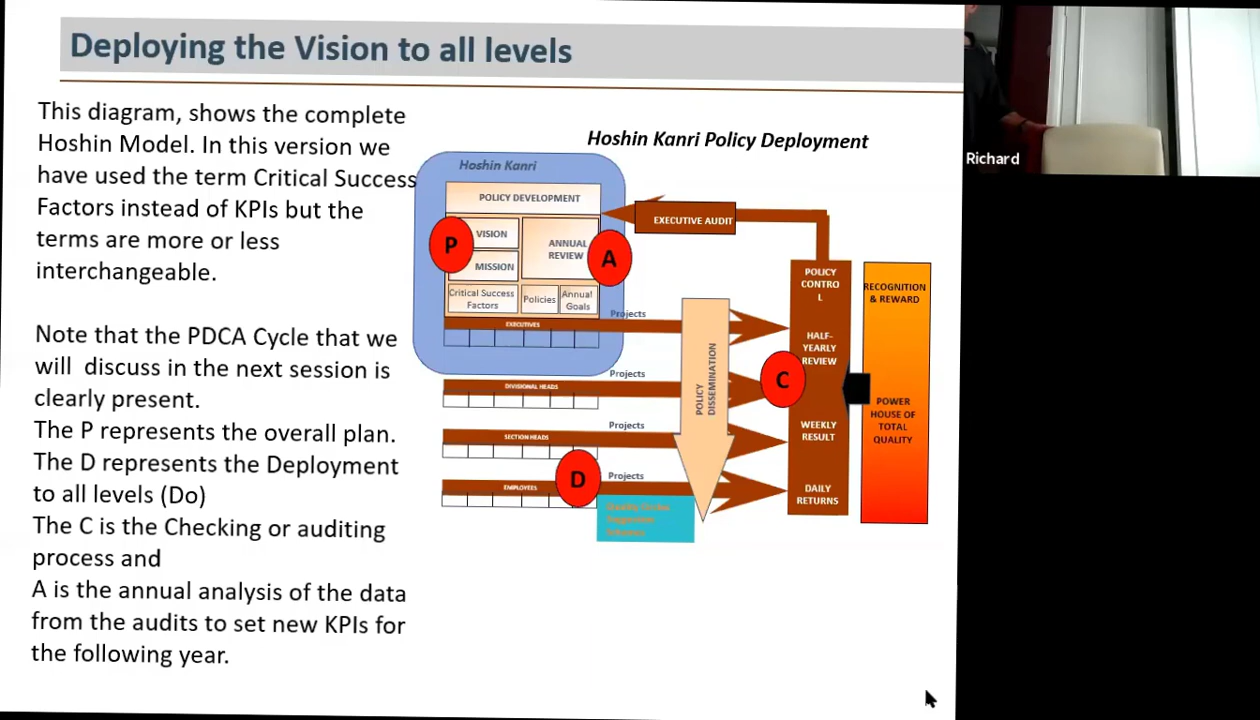 Deploying the Vision to all levels
This diagram, shows the complete
Hoshin Model. In this version we
have used the term Critical Success
Factors instead of KPIs but the
terms are more or less
interchangeable.
Note that the PDCA Cycle that we
will discuss in the next session is
clearly present.
The P represents the overall plan.
The D represents the Deployment
to all levels (Do)
The C is the Checking or auditing
process and
A is the annual analysis of the data
from the audits to set new KPIs for
the following year.
Hoshin Kanri Policy Deployment
Hoshin Kanri
POLICY DEVELOPMENT
P
VISION
MISSION
ANNUAL
REVIEW
A
Critical Success
Factors
Policies
Annual
Goals
EXECUTIVES
Projects
DIVISIONAL HEADS
Projects
SECTION HEADS
Projects
EMPLOYEES
D
Projects
POLICY
DISSEMINATION
EXECUTIVE AUDIT
POLICY
CONTRO
L
HALF-
YEARLY
REVIEW
C
WEEKLY
RESULT
DAILY
RETURNS
RECOGNITION
& REWARD
POWER
HOUSE OF
TOTAL
QUALITY
Richard